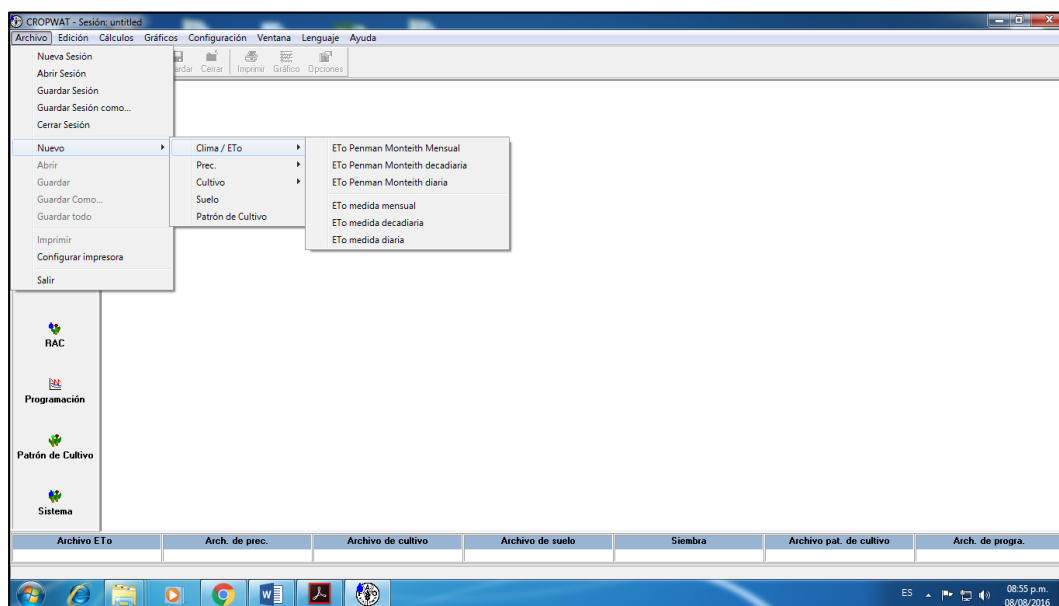 CROPWAT - Sesión: untitled
Archivo Edición Cálculos Gráficos Configuración Ventana Lenguaje Ayuda
Nueva Sesión
Abrir Sesión
Guardar Sesión
Guardar Sesión como...
Cerrar Sesión
Nuevo
Abrir
Guardar
Guardar Como...
Guardar todo
Imprimir
Configurar impresora
Salir
Cerrar Imprimir Gráfico Opciones
Clima / ETo
Prec.
Cultivo
Suelo
Patrón de Cultivo
ETo Penman Monteith Mensual
ETo Penman Monteith decadiaria
ETo Penman Monteith diaria
ETo medida mensual
ETo medida decadiaria
ETo medida diaria
RAC
Programación
Patrón de Cultivo
Sistema
Archivo ETo Arch. de prec. Archivo de cultivo Archivo de suelo Siembra Archivo pat. de cultivo Arch. de progra.
ES
08:55 p.m.
08/08/2016